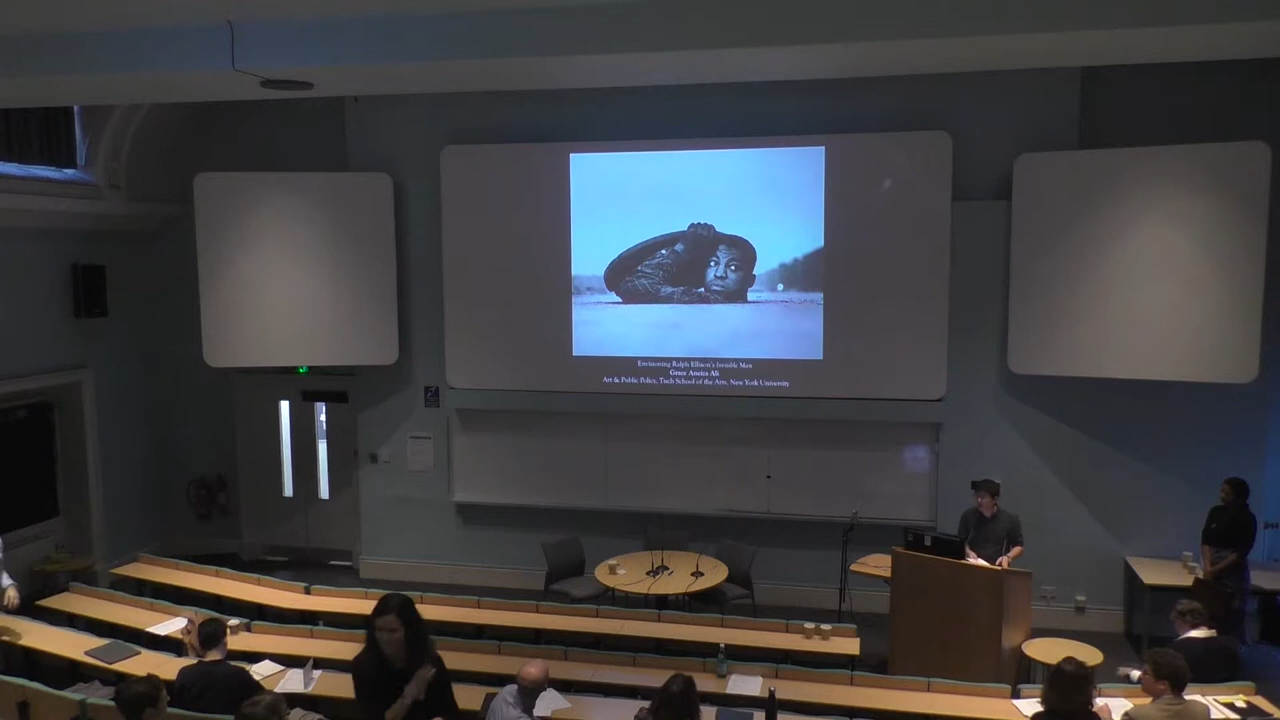 Envisioning Ralph Ellison's Invisible Man
Grace Aneiza Ali
Art & Public Policy, Tisch School of the Arts, New York University